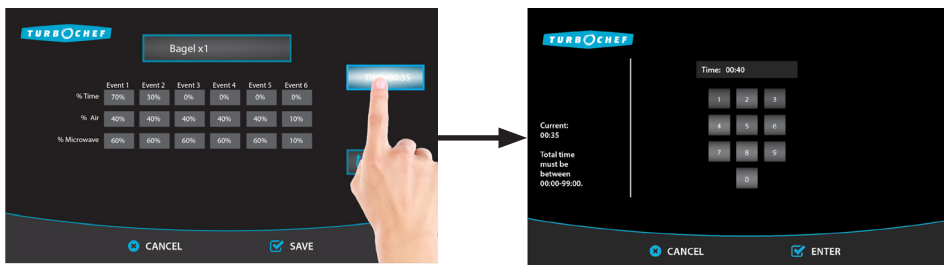 TURBOCHEF
Bagel x1
Event 1 Event 2 Event 3 Event 4 Event 5 Event 6
% Time 70% 30% 0% 0% 0% 0%
% Air 40% 40% 40% 40% 40% 10%
% Microwave 60% 60% 60% 60% 60% 10%
CANCEL SAVE
TURBOCHEF
Time: 00:40
1 2 3
4 5 6
7 8 9
0
Current:
00:35
Total time
must be
between
00:00-99:00.
CANCEL ENTER